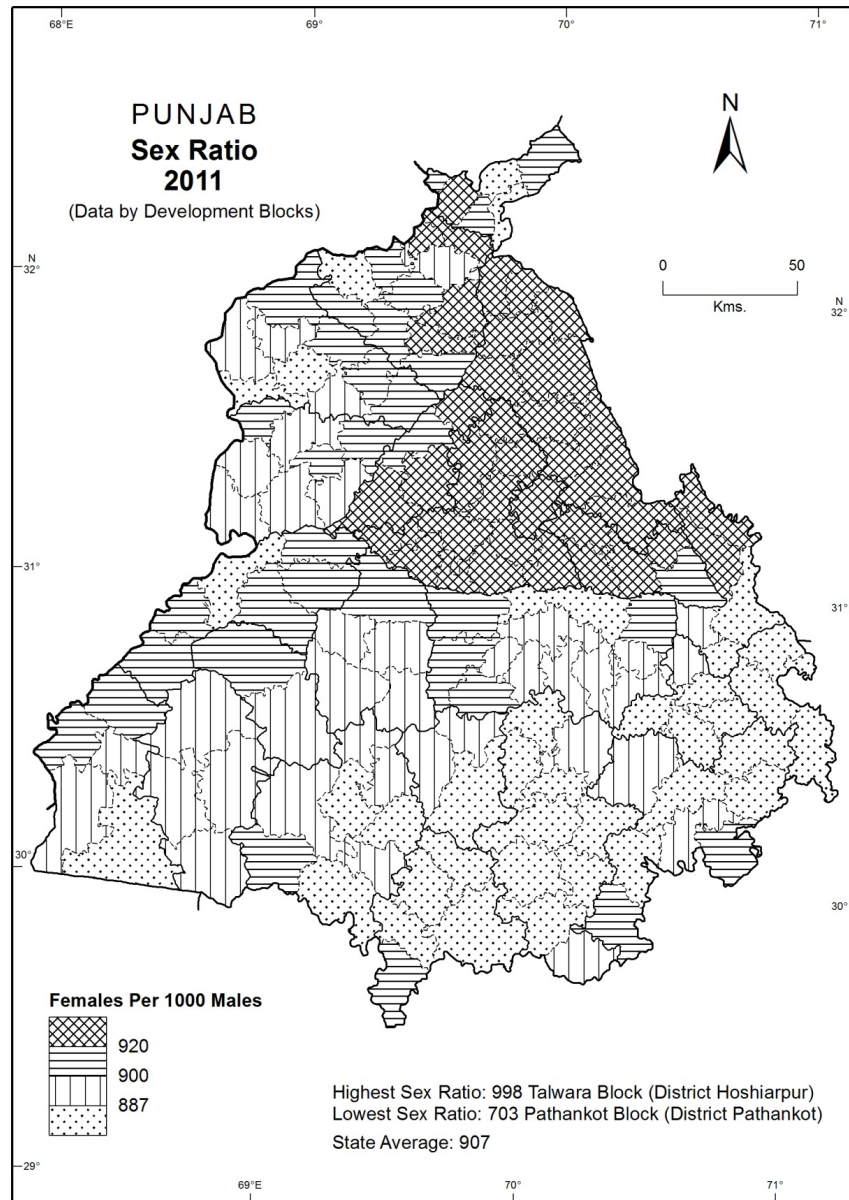 68°E 69° 70° 71°
PUNJAB
Sex Ratio
2011
(Data by Development Blocks)
N
N
32°
0 50
Kms.
N
32°
31°
31°
30°
30°
Females Per 1000 Males
920
900
887
Highest Sex Ratio: 998 Talwara Block (District Hoshiarpur)
Lowest Sex Ratio: 703 Pathankot Block (District Pathankot)
State Average: 907
29°
69°E 70° 71°